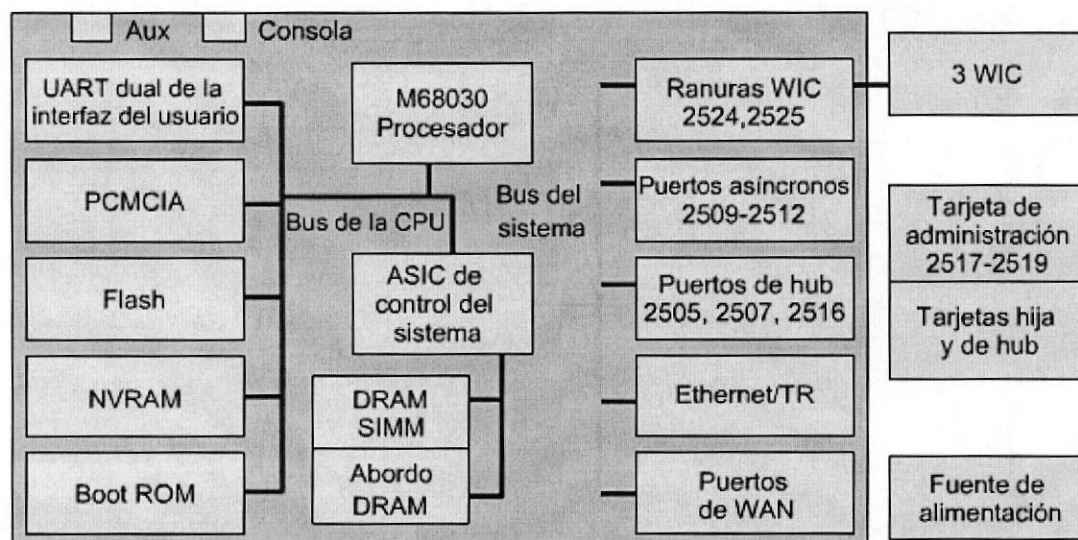 Aux
Consola
UART dual de la
interfaz del usuario
PCMCIA
Flash
NVRAM
Boot ROM
M68030
Procesador
Bus de la CPU
ASIC de
control del
sistema
DRAM
SIMM
Abordo
DRAM
Bus del
sistema
Ranuras WIC
2524,2525
Puertos asíncronos
2509-2512
Puertos de hub
2505, 2507, 2516
Ethernet/TR
Puertos
de WAN
3 WIC
Tarjeta de
administración
2517-2519
Tarjetas hija
y de hub
Fuente de
alimentación